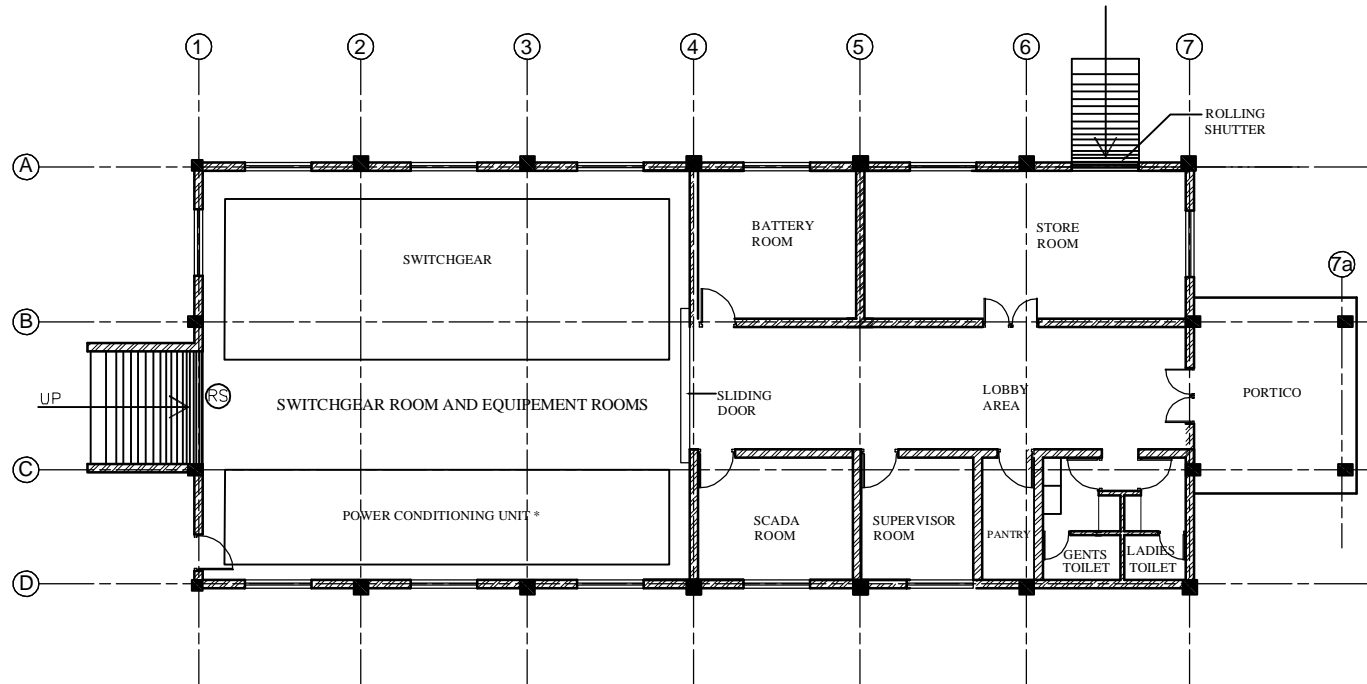 1
2
3
4
5
6
7
ROLLING
SHUTTER
A
BATTERY
ROOM
STORE
ROOM
SWITCHGEAR
7a
B
UP
RS
SWITCHGEAR ROOM AND EQUIPEMENT ROOMS
SLIDING
DOOR
LOBBY
AREA
PORTICO
C
POWER CONDITIONING UNIT *
SCADA
ROOM
SUPERVISOR
ROOM
PANTRY
GENTS
TOILET
LADIES
TOILET
D